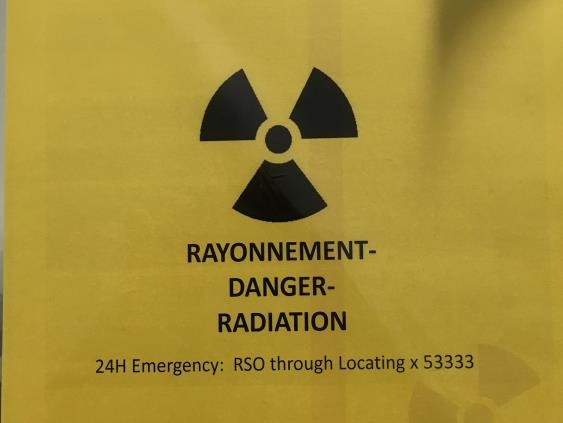 RAYONNEMENT-
DANGER-
RADIATION
24H Emergency: RSO through Locating x 53333